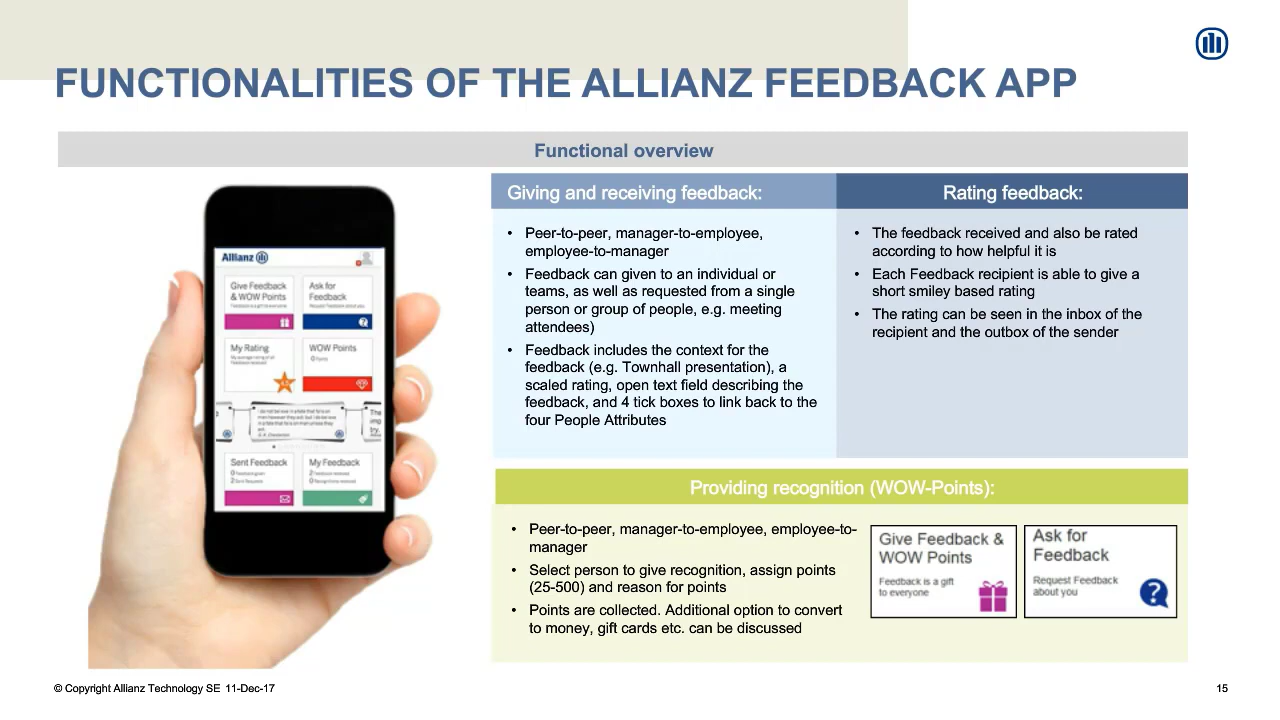 FUNCTIONALITIES OF THE ALLIANZ FEEDBACK APP
Functional overview
Allianz
Give Feedback
& WOW Points
Ask for
Feedback
My Rating
WOW Points
0 Points
Sent Feedback
My Feedback
Giving and receiving feedback:
• Peer-to-peer, manager-to-employee,
employee-to-manager
• Feedback can given to an individual or
teams, as well as requested from a single
person or group of people, e.g. meeting
attendees)
• Feedback includes the context for the
feedback (e.g. Townhall presentation), a
scaled rating, open text field describing the
feedback, and 4 tick boxes to link back to the
four People Attributes
Rating feedback:
• The feedback received and also be rated
according to how helpful it is
• Each Feedback recipient is able to give a
short smiley based rating
• The rating can be seen in the inbox of the
recipient and the outbox of the sender
Providing recognition (WOW-Points):
• Peer-to-peer, manager-to-employee, employee-to-
manager
• Select person to give recognition, assign points
(25-500) and reason for points
• Points are collected. Additional option to convert
to money, gift cards etc. can be discussed
Give Feedback &
WOW Points
Feedback is a gift
to everyone
Ask for
Feedback
Request Feedback
about you
© Copyright Allianz Technology SE 11-Dec-17
15